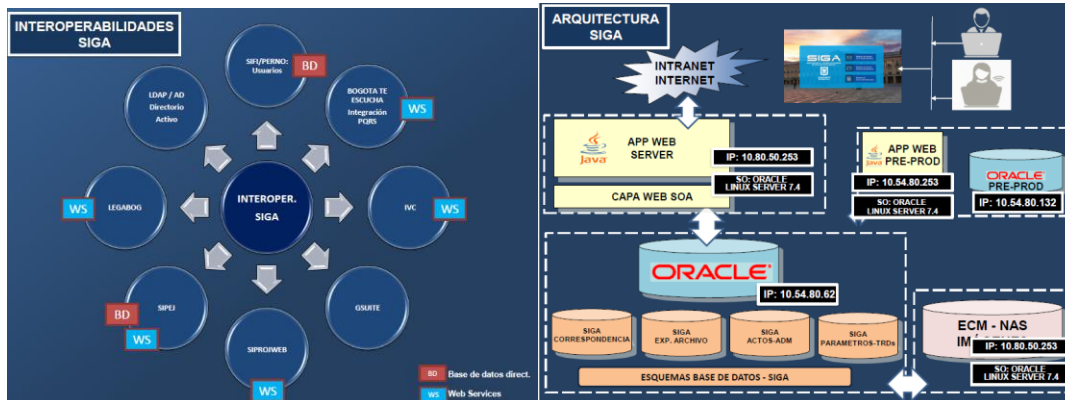 INTEROPERABILIDADES
SIGA
SIFI/PERNO:
Usuarios
BD
BOGOTA TE
ESCUCHA
Integración
PQRS
WS
LDAP / AD
Directorio
Activo
INTEROPER.
SIGA
WS
LEGABOG
IVC
WS
BD
WS
SIPEJ
GSUITE
SIPROJWEB
WS
BD
Base de datos direct.
WS
Web Services
ARQUITECTURA
SIGA
INTRANET
INTERNET
SIGA
Java
APP WEB
SERVER
IP: 10.80.50.253
SO: ORACLE
LINUX SERVER 7.4
CAPA WEB SOA
Java
APP WEB
PRE-PROD
IP: 10.54.80.253
SO: ORACLE
LINUX SERVER 7.4
ORACLE
PRE-PROD
IP: 10.54.80.132
ORACLE
IP: 10.54.80.62
SIGA
CORRESPONDENCIA
SIGA
EXP. ARCHIVO
SIGA
ACTOS-ADM
SIGA
PARAMETROS-TRDs
ESQUEMAS BASE DE DATOS - SIGA
ECM - NAS
IP: 10.80.50.253
SO: ORACLE
LINUX SERVER 7.4